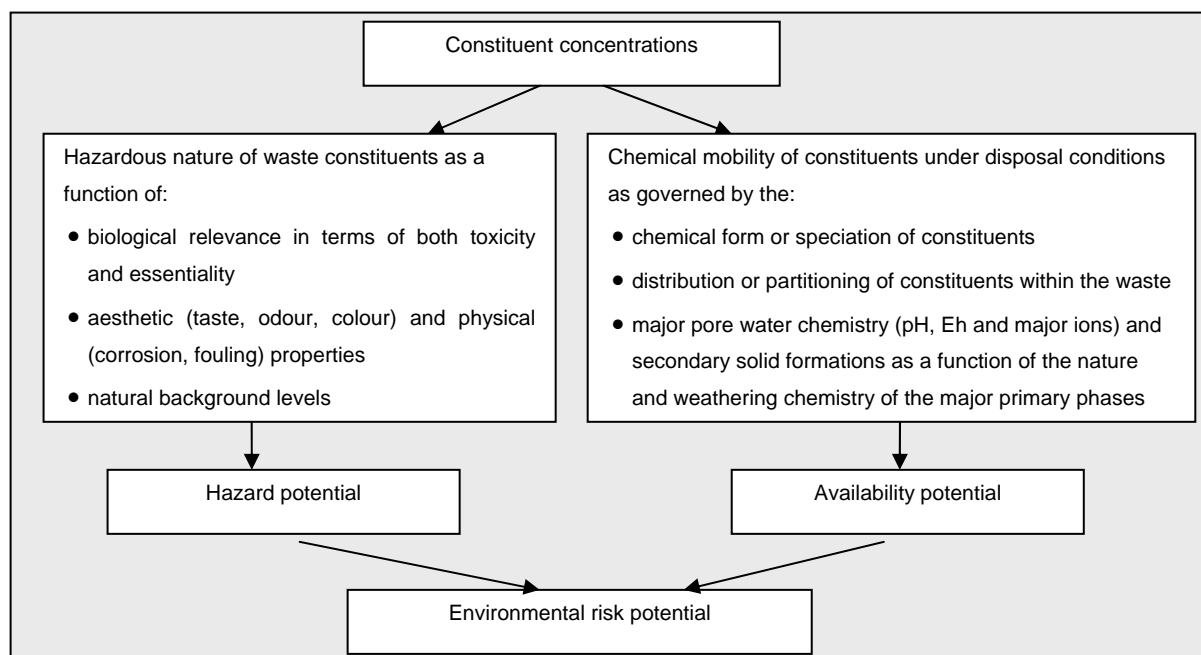 Constituent concentrations
Hazardous nature of waste constituents as a
function of:
• biological relevance in terms of both toxicity
and essentiality
• aesthetic (taste, odour, colour) and physical
(corrosion, fouling) properties
• natural background levels
Chemical mobility of constituents under disposal conditions
as governed by the:
• chemical form or speciation of constituents
• distribution or partitioning of constituents within the waste
• major pore water chemistry (pH, Eh and major ions) and
secondary solid formations as a function of the nature
and weathering chemistry of the major primary phases
Hazard potential
Availability potential
Environmental risk potential